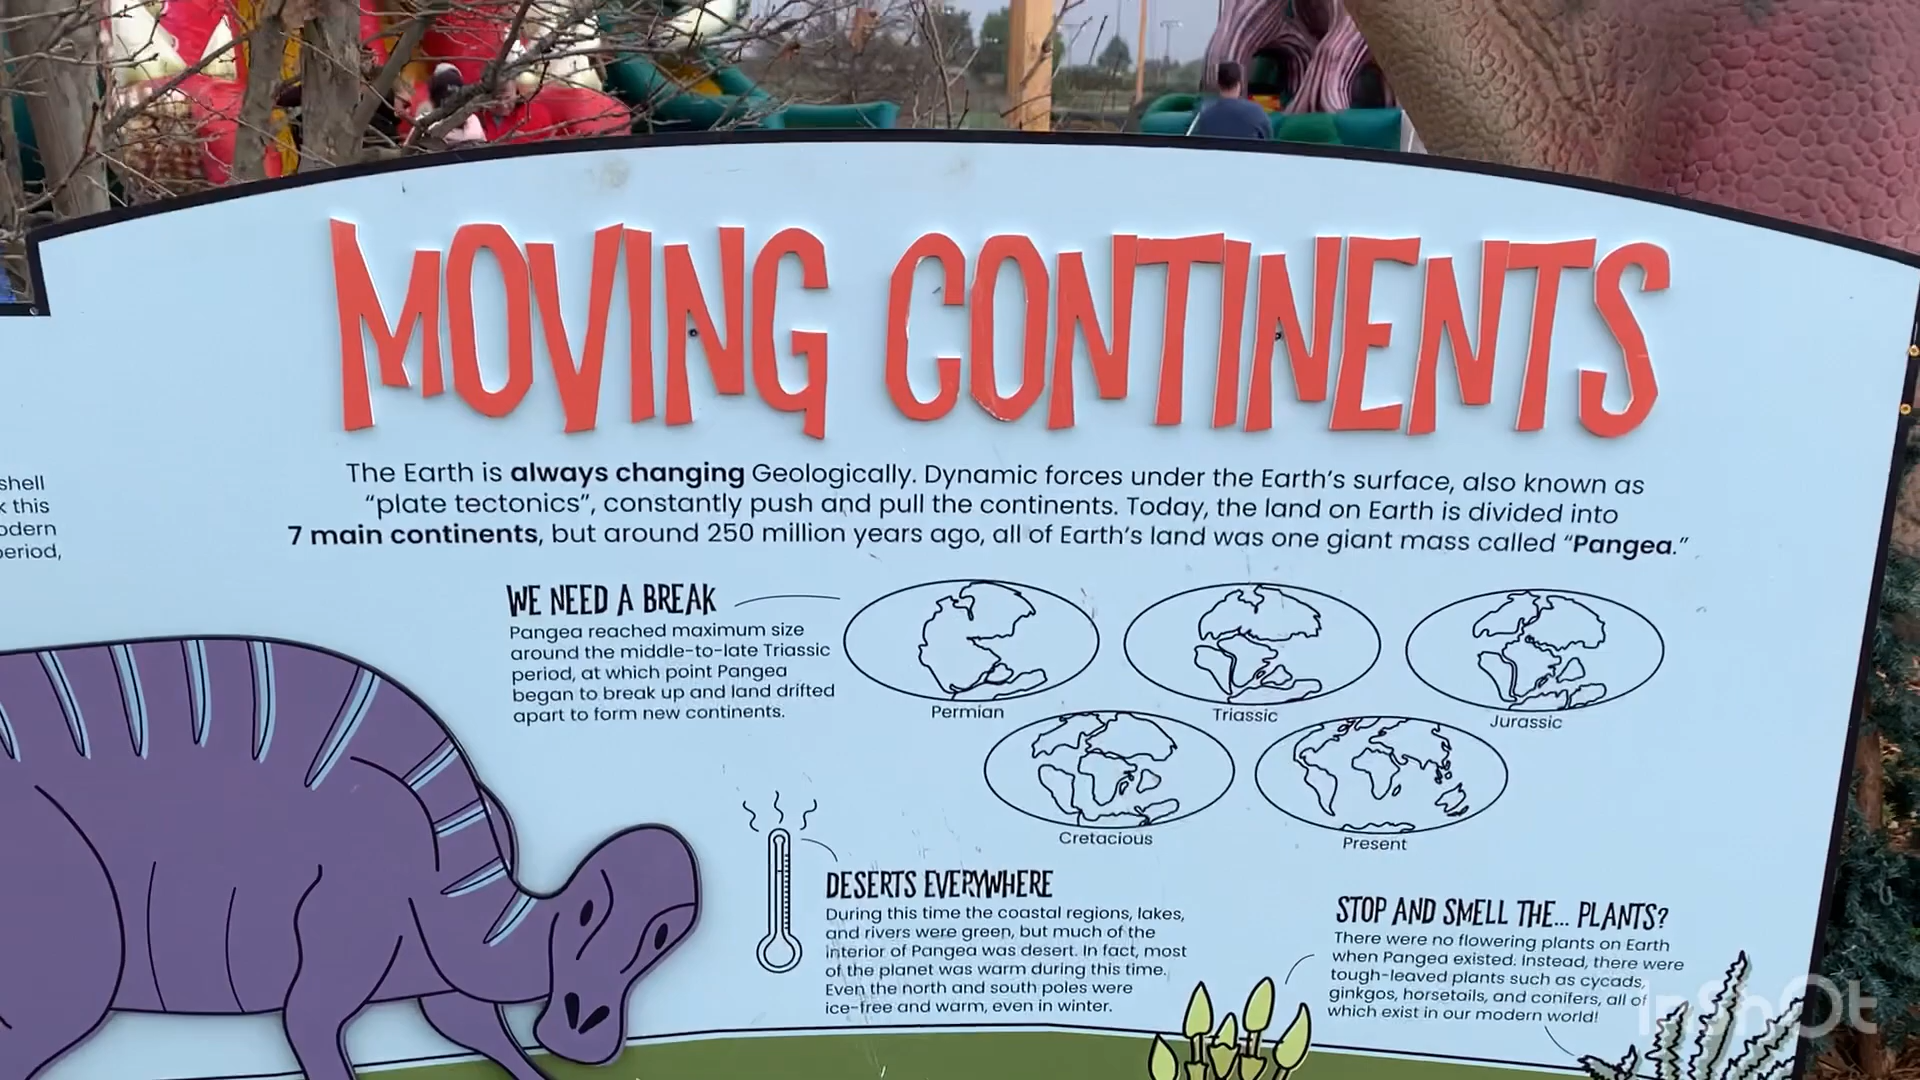 MOVING CONTINENTS
The Earth is always changing Geologically. Dynamic forces under the Earth's surface, also known as
"plate tectonics", constantly push and pull the continents. Today, the land on Earth is divided into
7 main continents, but around 250 million years ago, all of Earth's land was one giant mass called "Pangea."
shell
this
odern
period,
WE NEED A BREAK
Pangea reached maximum size
around the middle-to-late Triassic
period, at which point Pangea
began to break up and land drifted
apart to form new continents.
Permian
Triassic
Jurassic
Cretacious
Present
DESERTS EVERYWHERE
During this time the coastal regions, lakes,
and rivers were green, but much of the
interior of Pangea was desert. In fact, most
of the planet was warm during this time.
Even the north and south poles were
ice-free and warm, even in winter.
STOP AND SMELL THE... PLANTS?
There were no flowering plants on Earth
when Pangea existed. Instead, there were
tough-leaved plants such as cycads,
ginkgos, horsetails, and conifers, all of
which exist in our modern world!
InShOt